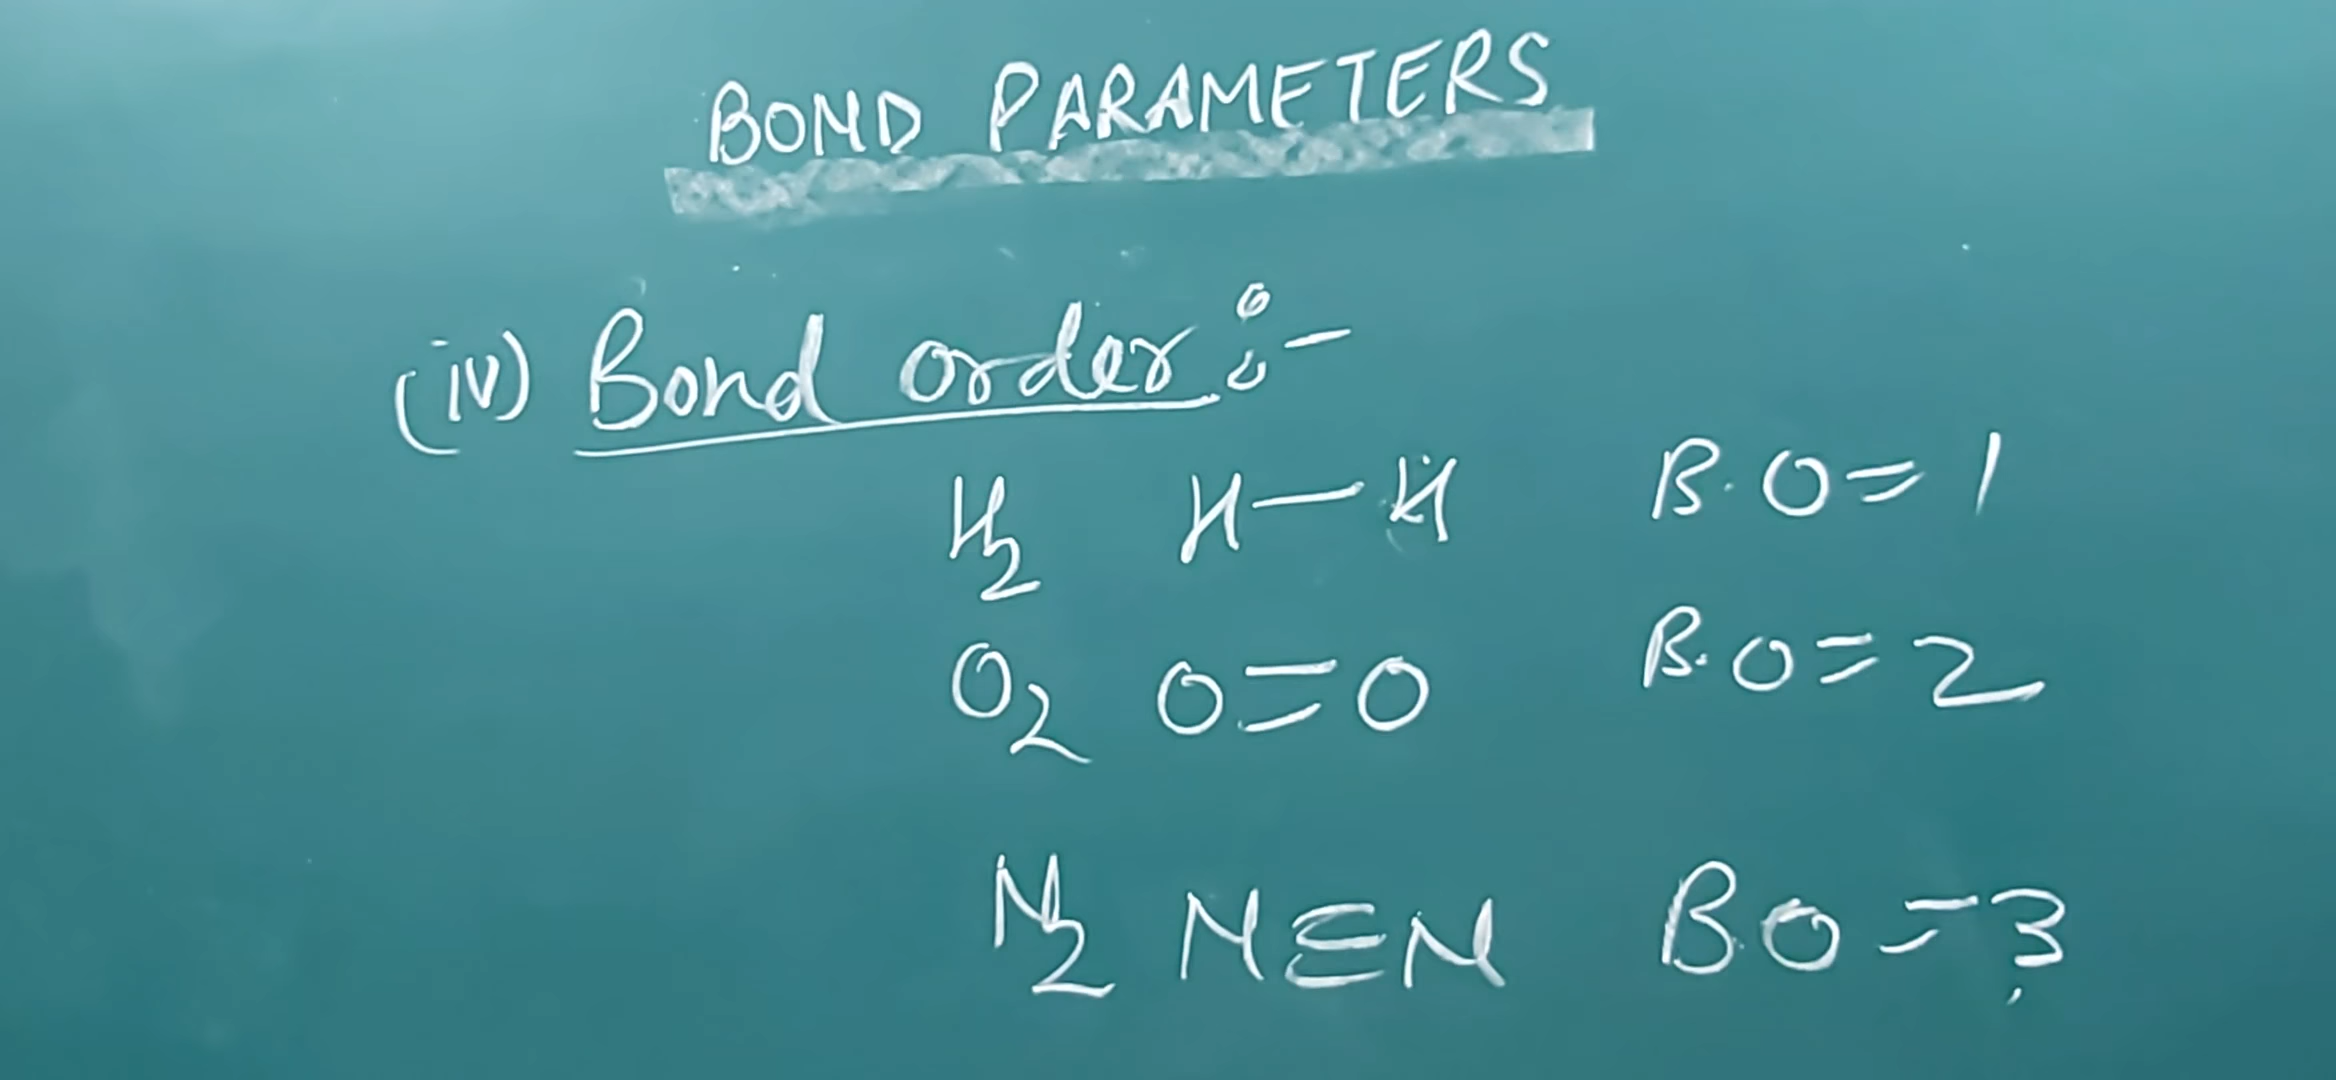 BOND PARAMETERS
(iv) Bond order :-
H2 H—H B.O = 1
O2 O=O B.O = 2
N2 N≡N B.O = 3